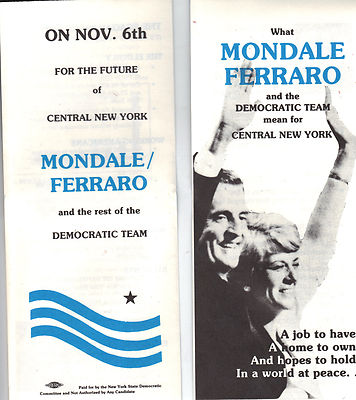 ON NOV. 6th
FOR THE FUTURE
of
CENTRAL NEW YORK
MONDALE/
FERRARO
and the rest of the
DEMOCRATIC TEAM
Paid for by the New York State Democratic
Committee and Not Authorized by Any Candidate
What
MONDALE
FERRARO
and the
DEMOCRATIC TEAM
mean for
CENTRAL NEW YORK
A job to have
A home to own
And hopes to hold
In a world at peace. .